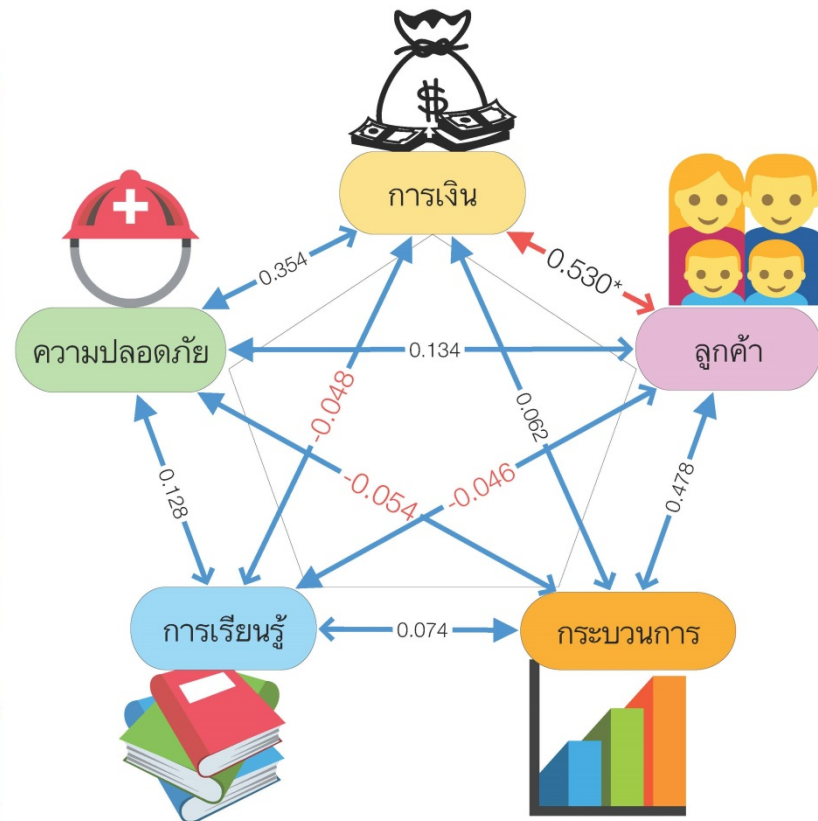 $
การเงิน
0.354
0.530*
ความปลอดภัย
0.134
ลูกค้า
-0.048
0.062
0.128
-0.054
-0.046
0.478
การเรียนรู้
0.074
กระบวนการ